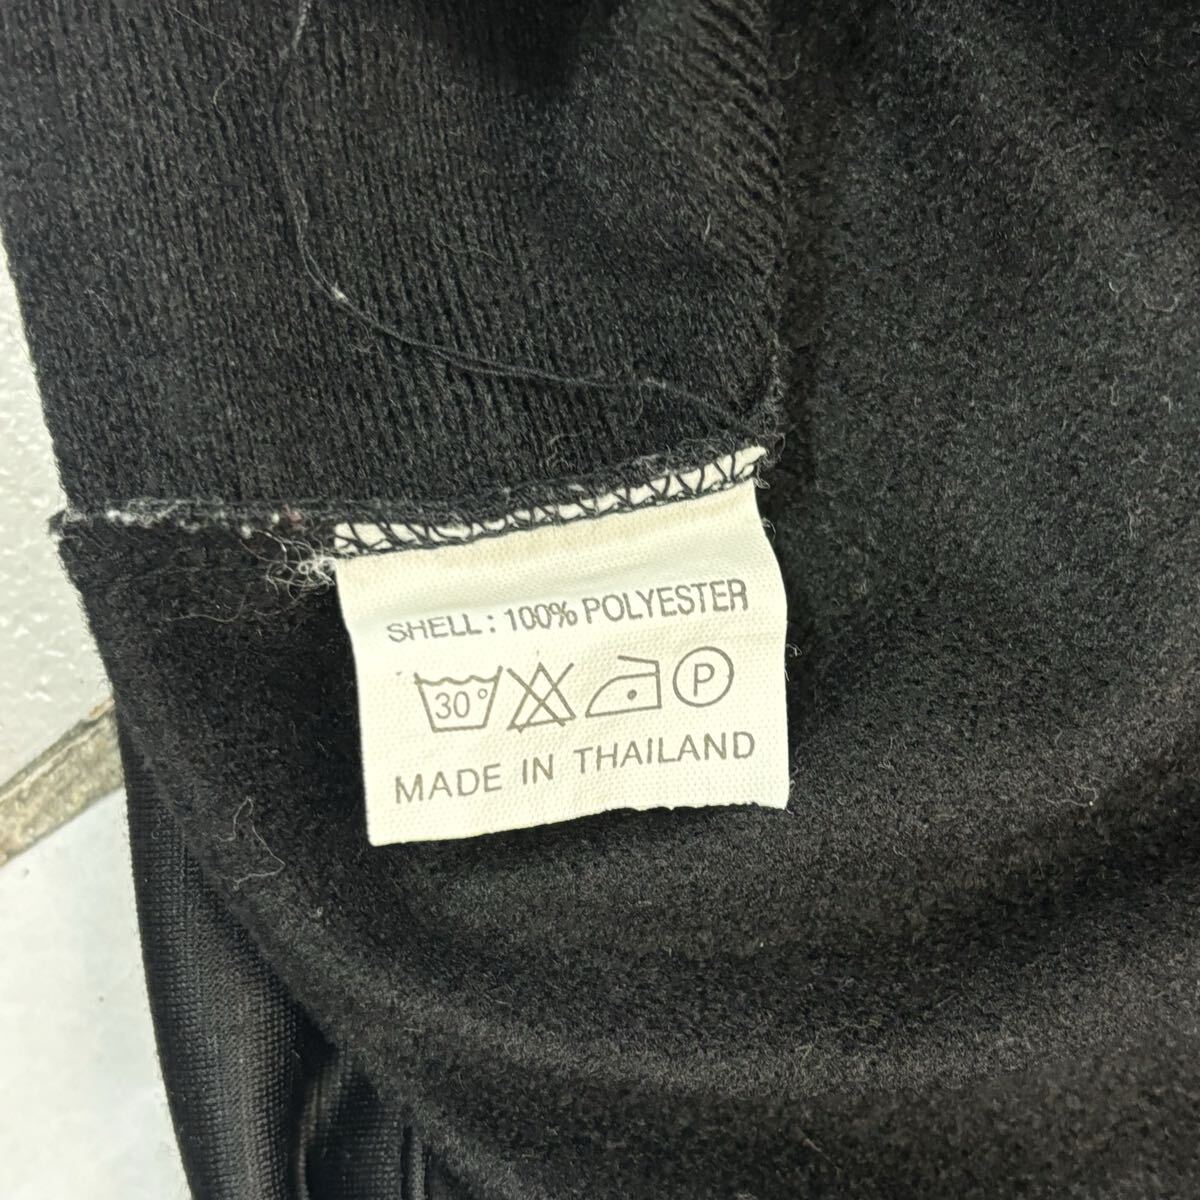 SHELL : 100% POLYESTER
30° P
MADE IN THAILAND